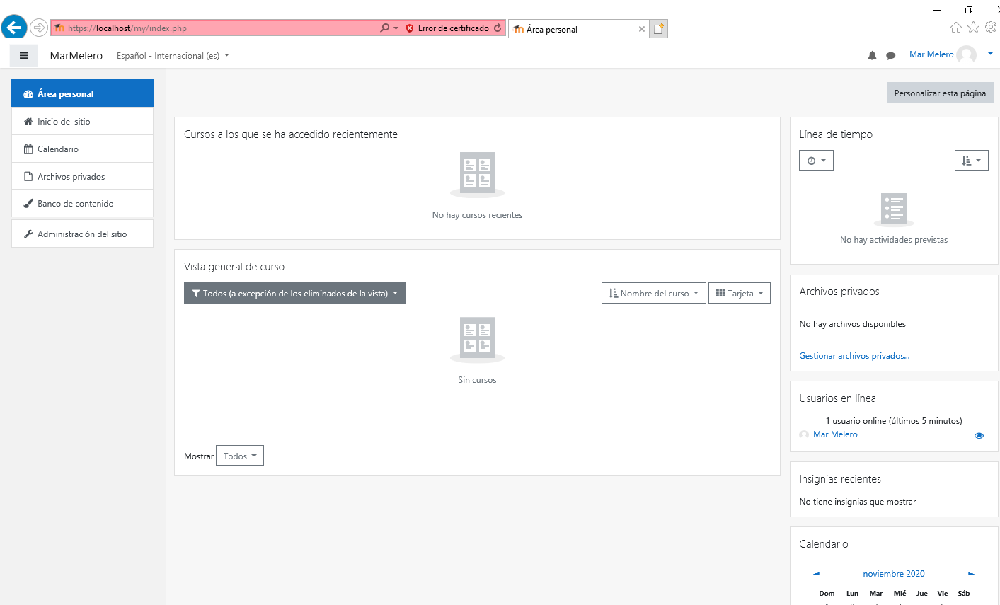 https://localhost/my/index.php
Error de certificado
Área personal
MarMelero
Español - Internacional (es)
Mar Melero
Área personal
Inicio del sitio
Calendario
Archivos privados
Banco de contenido
Administración del sitio
Personalizar esta página
Cursos a los que se ha accedido recientemente
No hay cursos recientes
Vista general de curso
Todos (a excepción de los eliminados de la vista)
Nombre del curso
Tarjeta
Sin cursos
Mostrar Todos
Línea de tiempo
No hay actividades previstas
Archivos privados
No hay archivos disponibles
Gestionar archivos privados...
Usuarios en línea
1 usuario online (últimos 5 minutos)
Mar Melero
Insignias recientes
No tiene insignias que mostrar
Calendario
noviembre 2020
Dom Lun Mar Mié Jue Vie Sáb